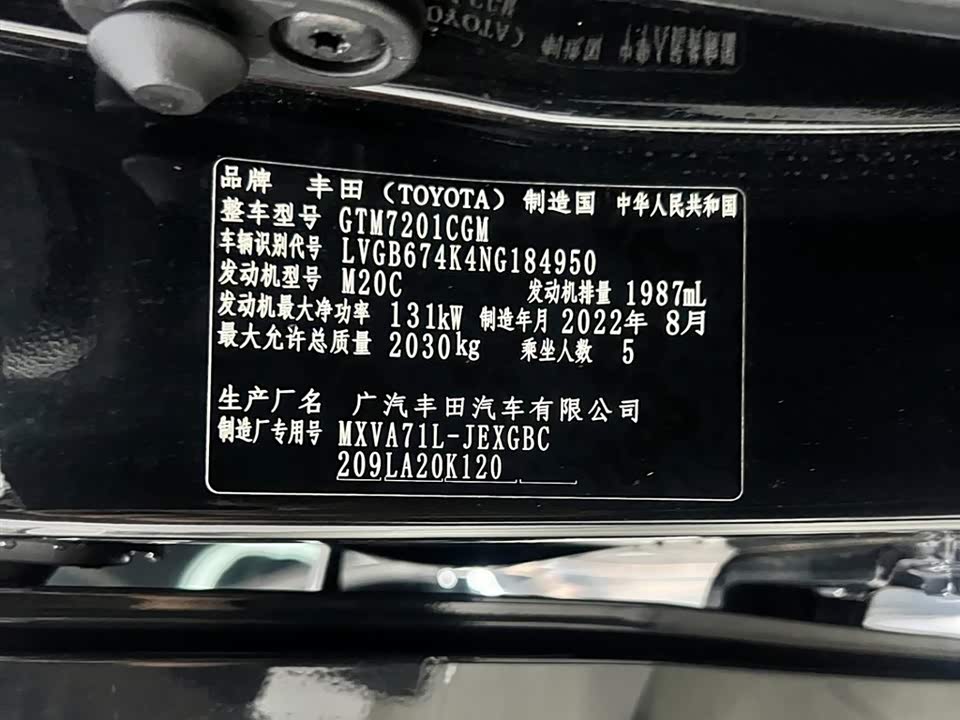 品牌 丰田（TOYOTA）制造国 中华人民共和国
整车型号 GTM7201CGM
车辆识别代号 LVGB674K4NG184950
发动机型号 M20C 发动机排量 1987mL
发动机最大净功率 131kW 制造年月 2022年 8月
最大允许总质量 2030kg 乘坐人数 5
生产厂名 广汽丰田汽车有限公司
制造厂专用号 MXVA71L-JEXGBC
209LA20K120